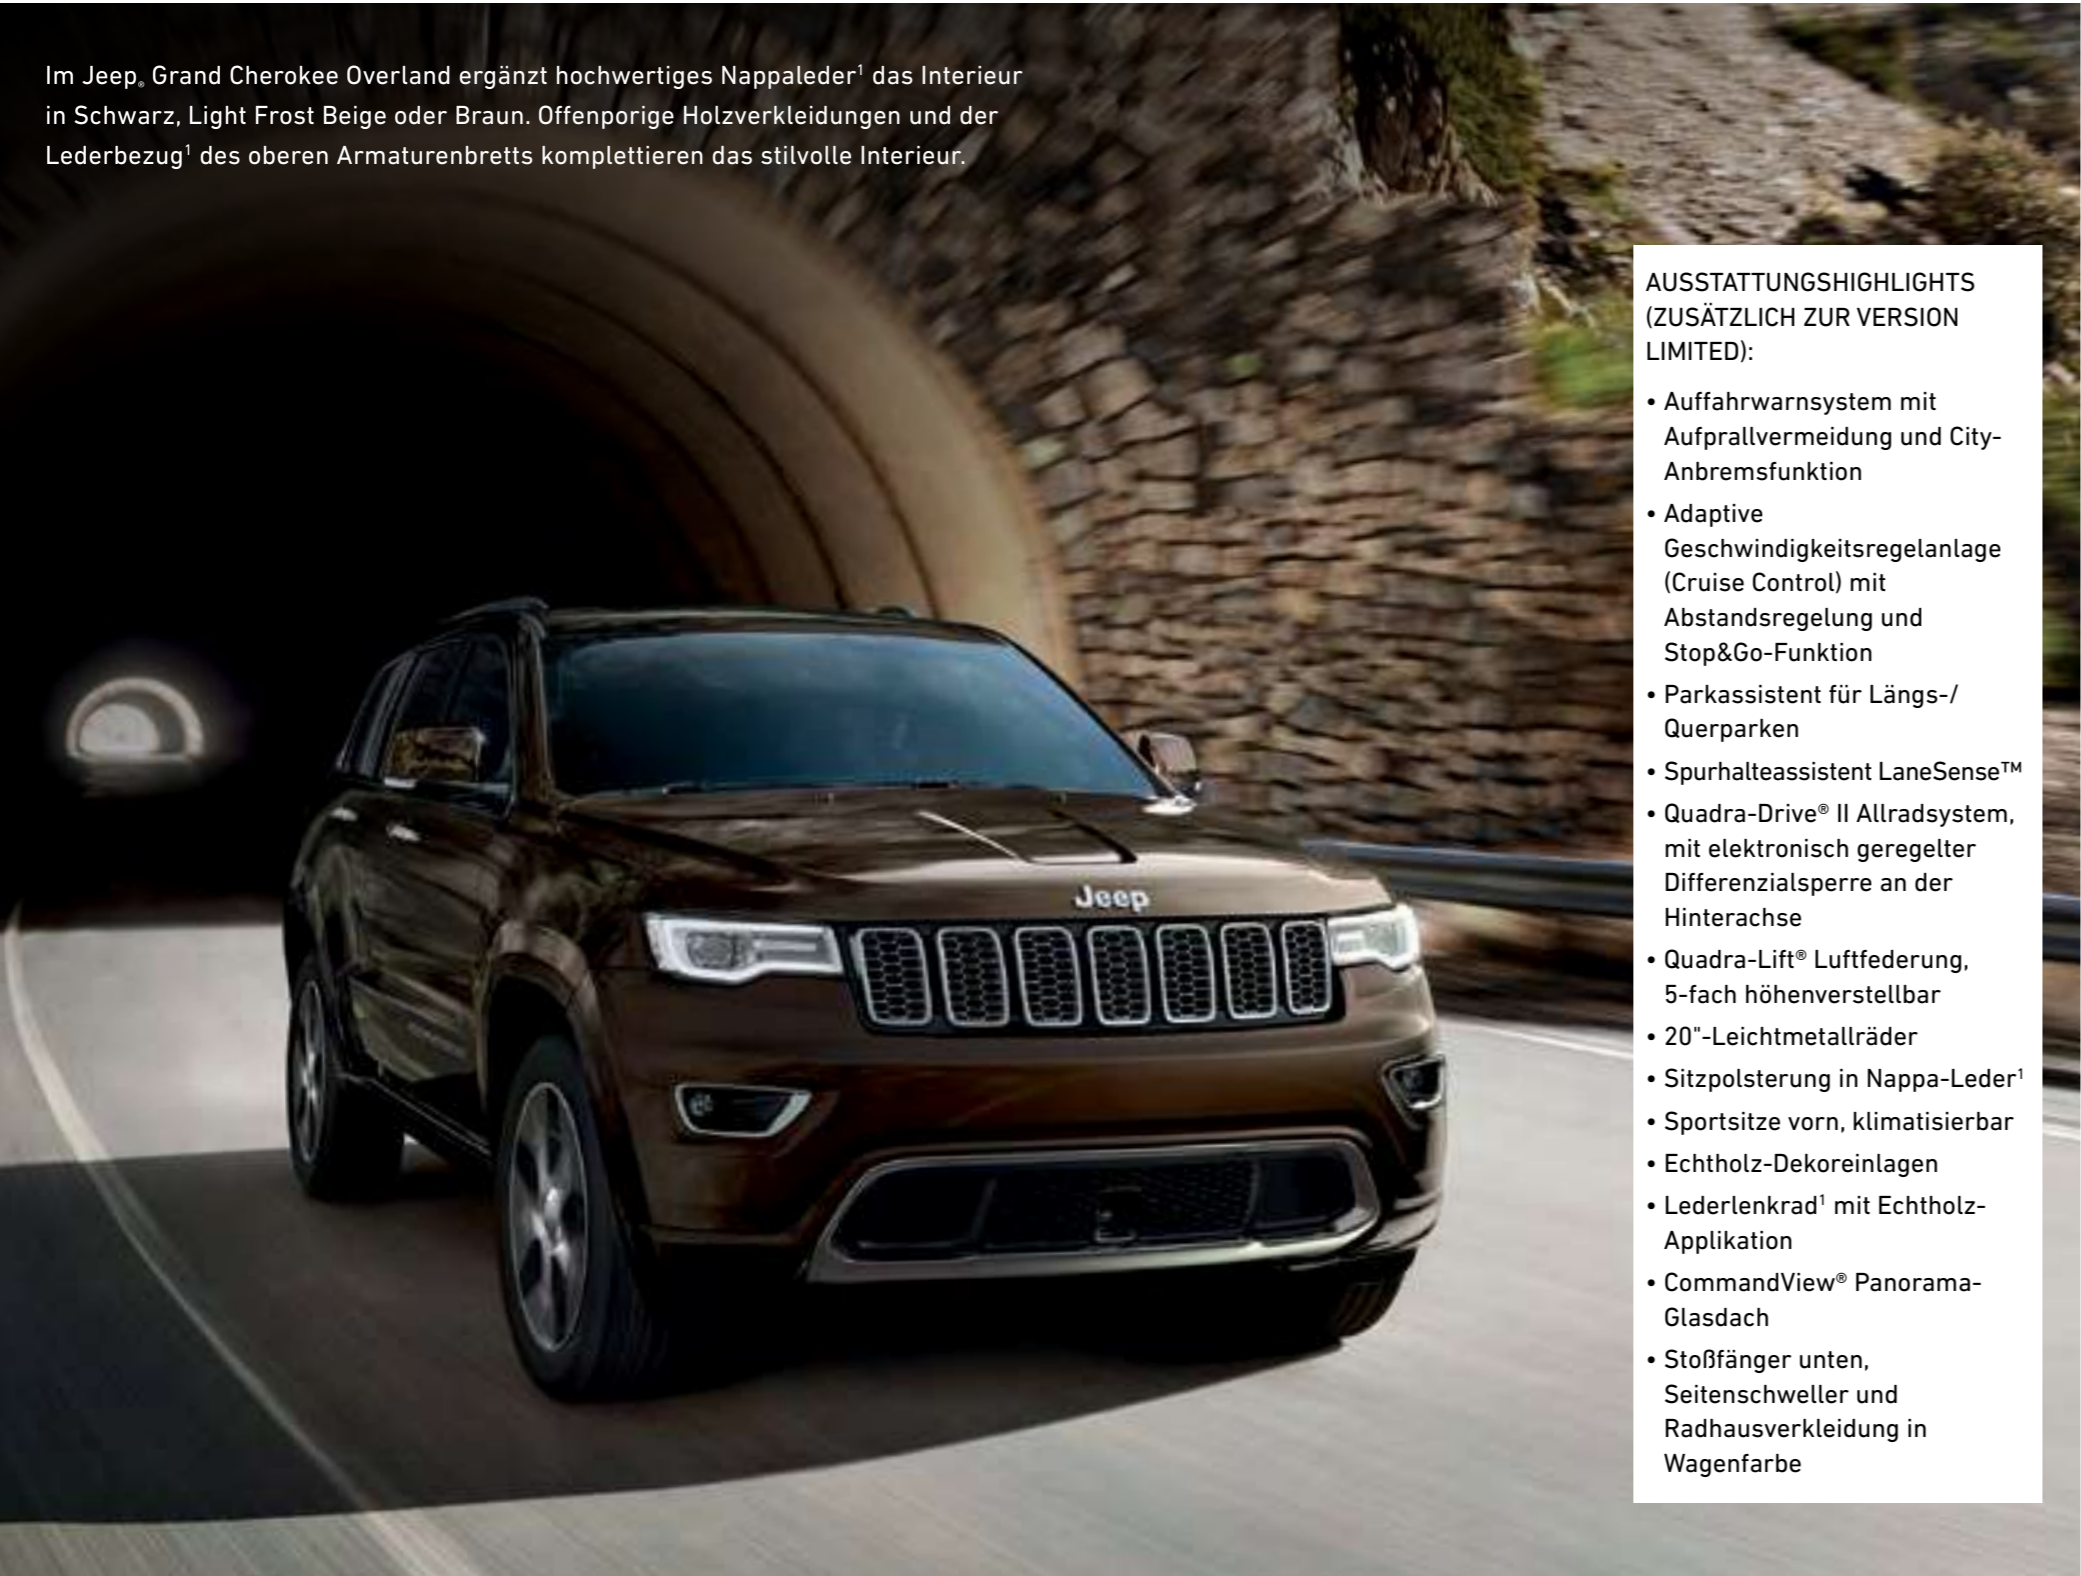 Im Jeep® Grand Cherokee Overland ergänzt hochwertiges Nappaleder¹ das Interieur
in Schwarz, Light Frost Beige oder Braun. Offenporige Holzverkleidungen und der
Lederbezug¹ des oberen Armaturenbretts komplettieren das stilvolle Interieur.
AUSSTATTUNGSHIGHLIGHTS
(ZUSÄTZLICH ZUR VERSION
LIMITED):
• Auffahrwarnsystem mit
Aufprallvermeidung und City-
Anbremsfunktion
• Adaptive
Geschwindigkeitsregelanlage
(Cruise Control) mit
Abstandsregelung und
Stop&Go-Funktion
• Parkassistent für Längs-/
Querparken
• Spurhalteassistent LaneSense™
• Quadra-Drive® II Allradsystem,
mit elektronisch geregelter
Differenzialsperre an der
Hinterachse
• Quadra-Lift® Luftfederung,
5-fach höhenverstellbar
• 20"-Leichtmetallräder
• Sitzpolsterung in Nappa-Leder¹
• Sportsitze vorn, klimatisierbar
• Echtholz-Dekoreinlagen
• Lederlenkrad¹ mit Echtholz-
Applikation
• CommandView® Panorama-
Glasdach
• Stoßfänger unten,
Seitenschweller und
Radhausverkleidung in
Wagenfarbe
Jeep